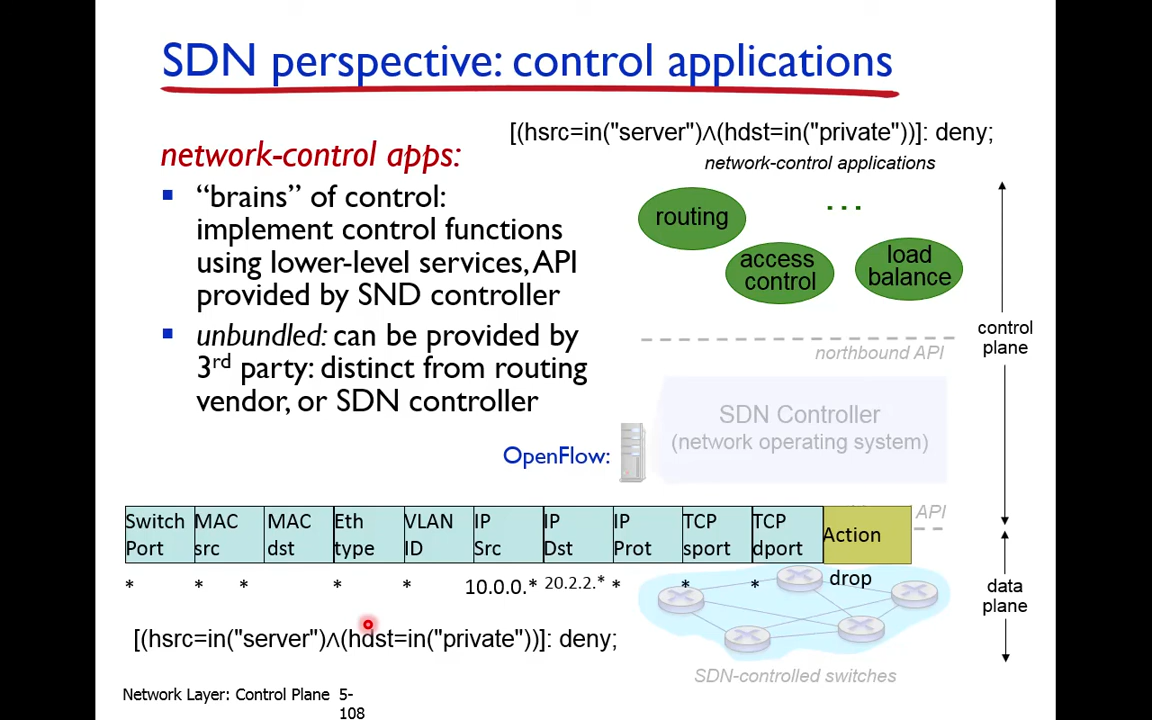 SDN perspective: control applications
[(hsrc=in("server")∧(hdst=in("private"))]: deny;
network-control apps:
network-control applications
“brains” of control:
implement control functions
using lower-level services, API
provided by SND controller
unbundled: can be provided by
3rd party: distinct from routing
vendor, or SDN controller
routing
...
access
control
load
balance
northbound API
control
plane
SDN Controller
(network operating system)
OpenFlow:
API
Switch Port
MAC src
MAC dst
Eth type
VLAN ID
IP Src
IP Dst
IP Prot
TCP sport
TCP dport
Action
* * * * * 10.0.0.* 20.2.2.* * * * drop
data
plane
[(hsrc=in("server")∧(hdst=in("private"))]: deny;
SDN-controlled switches
Network Layer: Control Plane 5-
108